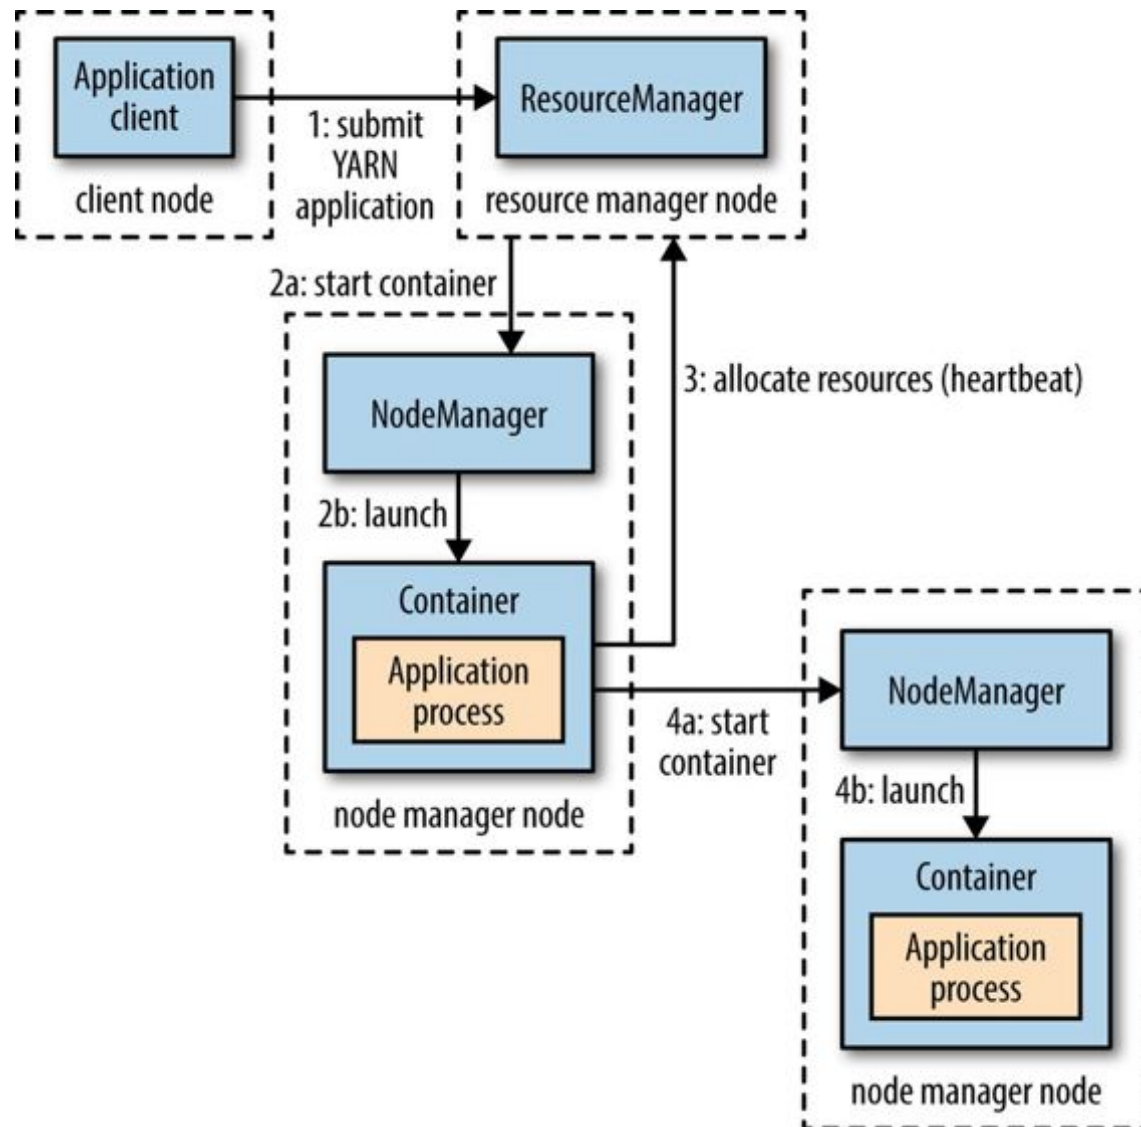 Application
client
client node
1: submit
YARN
application
ResourceManager
resource manager node
2a: start container
NodeManager
2b: launch
Container
Application
process
node manager node
3: allocate resources (heartbeat)
4a: start
container
NodeManager
4b: launch
Container
Application
process
node manager node